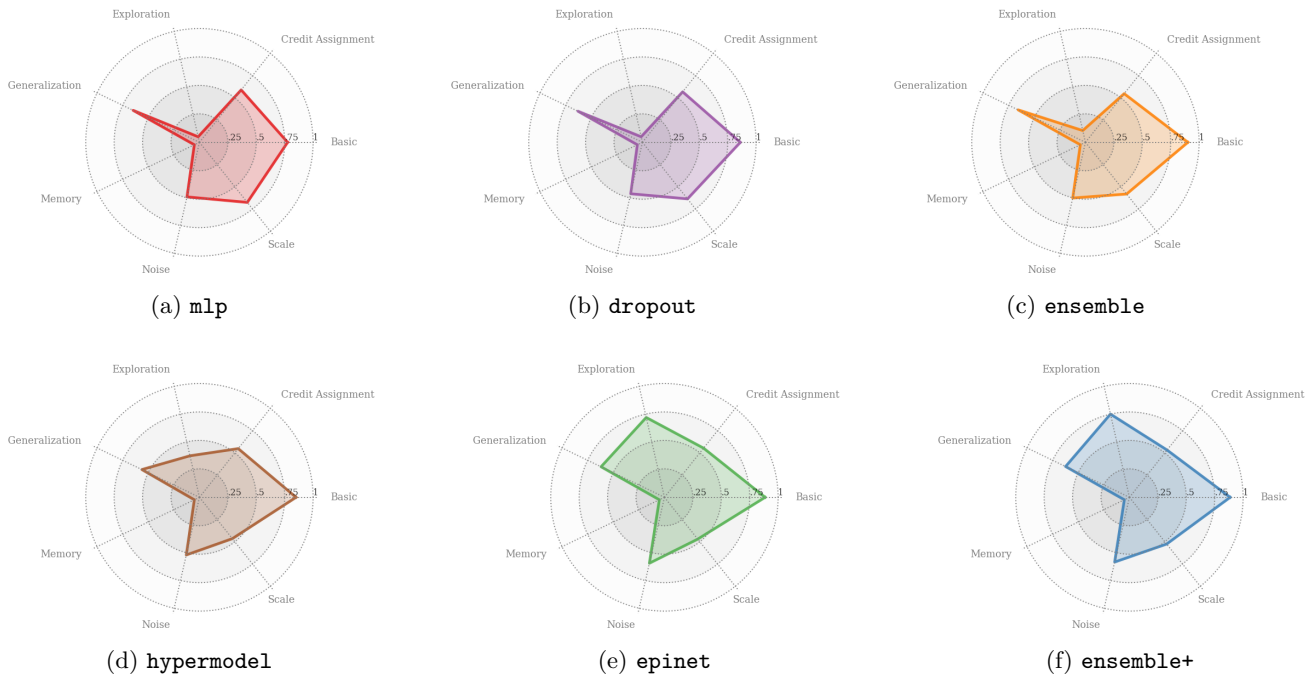 Exploration
Credit Assignment
Generalization
.25 .5 .75 1
Basic
Memory
Scale
Noise
(a) mlp
Exploration
Credit Assignment
Generalization
.25 .5 .75 1
Basic
Memory
Scale
Noise
(b) dropout
Exploration
Credit Assignment
Generalization
.25 .5 .75 1
Basic
Memory
Scale
Noise
(c) ensemble
Exploration
Credit Assignment
Generalization
.25 .5 .75 1
Basic
Memory
Scale
Noise
(d) hypermodel
Exploration
Credit Assignment
Generalization
.25 .5 .75 1
Basic
Memory
Scale
Noise
(e) epinet
Exploration
Credit Assignment
Generalization
.25 .5 .75 1
Basic
Memory
Scale
Noise
(f) ensemble+